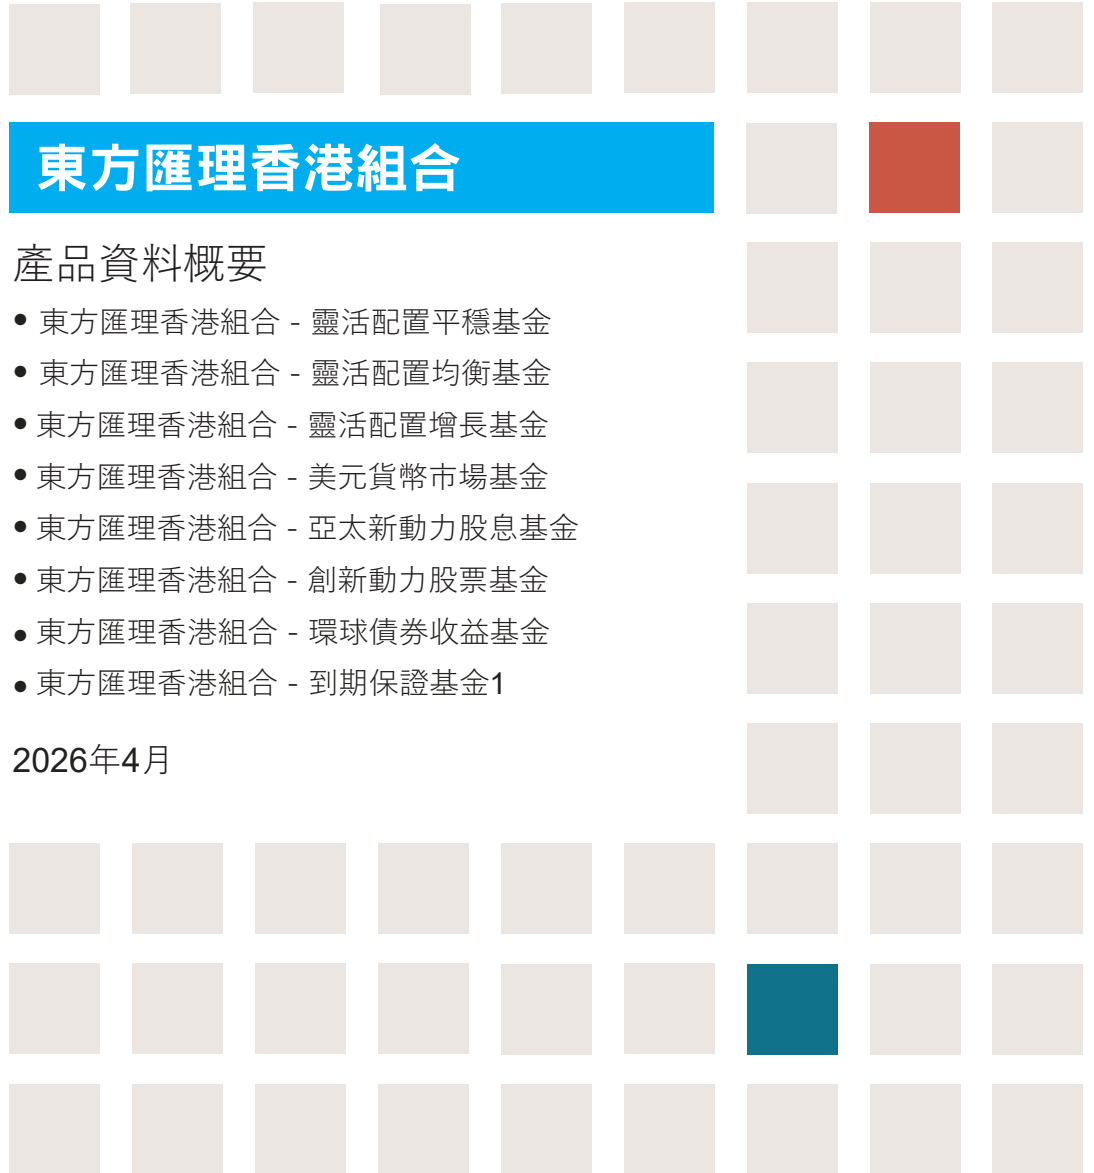 東方匯理香港組合
產品資料概要
• 東方匯理香港組合 - 靈活配置平穩基金
• 東方匯理香港組合 - 靈活配置均衡基金
• 東方匯理香港組合 - 靈活配置增長基金
• 東方匯理香港組合 - 美元貨幣市場基金
• 東方匯理香港組合 - 亞太新動力股息基金
• 東方匯理香港組合 - 創新動力股票基金
• 東方匯理香港組合 - 環球債券收益基金
• 東方匯理香港組合 - 到期保證基金1
2026年4月